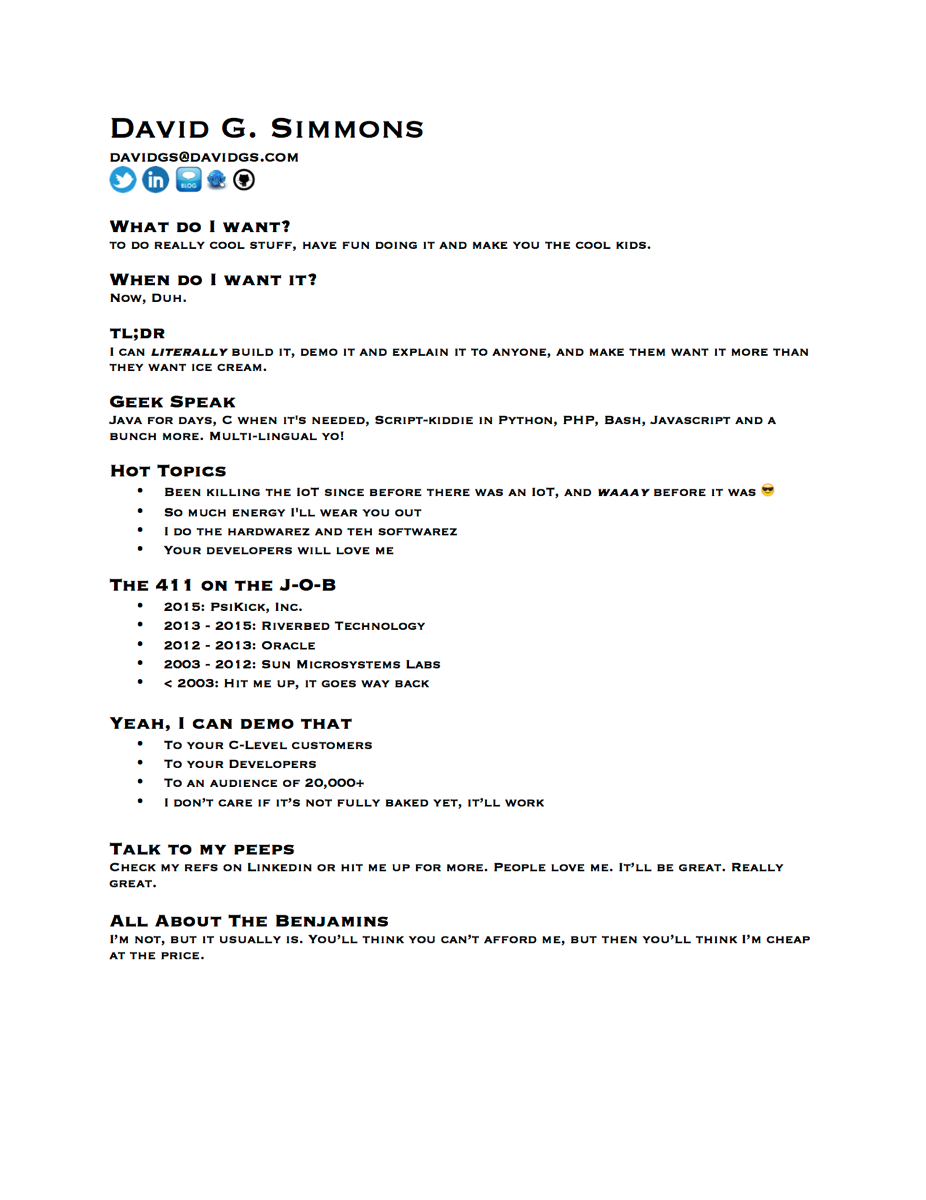 David G. Simmons
davidgs@davidgs.com
in BLOG
What do I want?
to do really cool stuff, have fun doing it and make you the cool kids.
When do I want it?
Now, Duh.
TL;DR
I can literally build it, demo it and explain it to anyone, and make them want it more than
they want ice cream.
Geek Speak
Java for days, C when it's needed, Script-kiddie in Python, PHP, Bash, Javascript and a
bunch more. Multi-lingual yo!
Hot Topics
• Been killing the IoT since before there was an IoT, and waaay before it was 😎
• So much energy I'll wear you out
• I do the hardwarez and teh softwarez
• Your developers will love me
The 411 on the J-O-B
• 2015: PsiKick, Inc.
• 2013 - 2015: Riverbed Technology
• 2012 - 2013: Oracle
• 2003 - 2012: Sun Microsystems Labs
• < 2003: Hit me up, it goes way back
Yeah, I can demo that
• To your C-Level customers
• To your Developers
• To an audience of 20,000+
• I don’t care if it’s not fully baked yet, it’ll work
Talk to my peeps
Check my refs on Linkedin or hit me up for more. People love me. It’ll be great. Really
great.
All About The Benjamins
I’m not, but it usually is. You’ll think you can’t afford me, but then you’ll think I’m cheap
at the price.